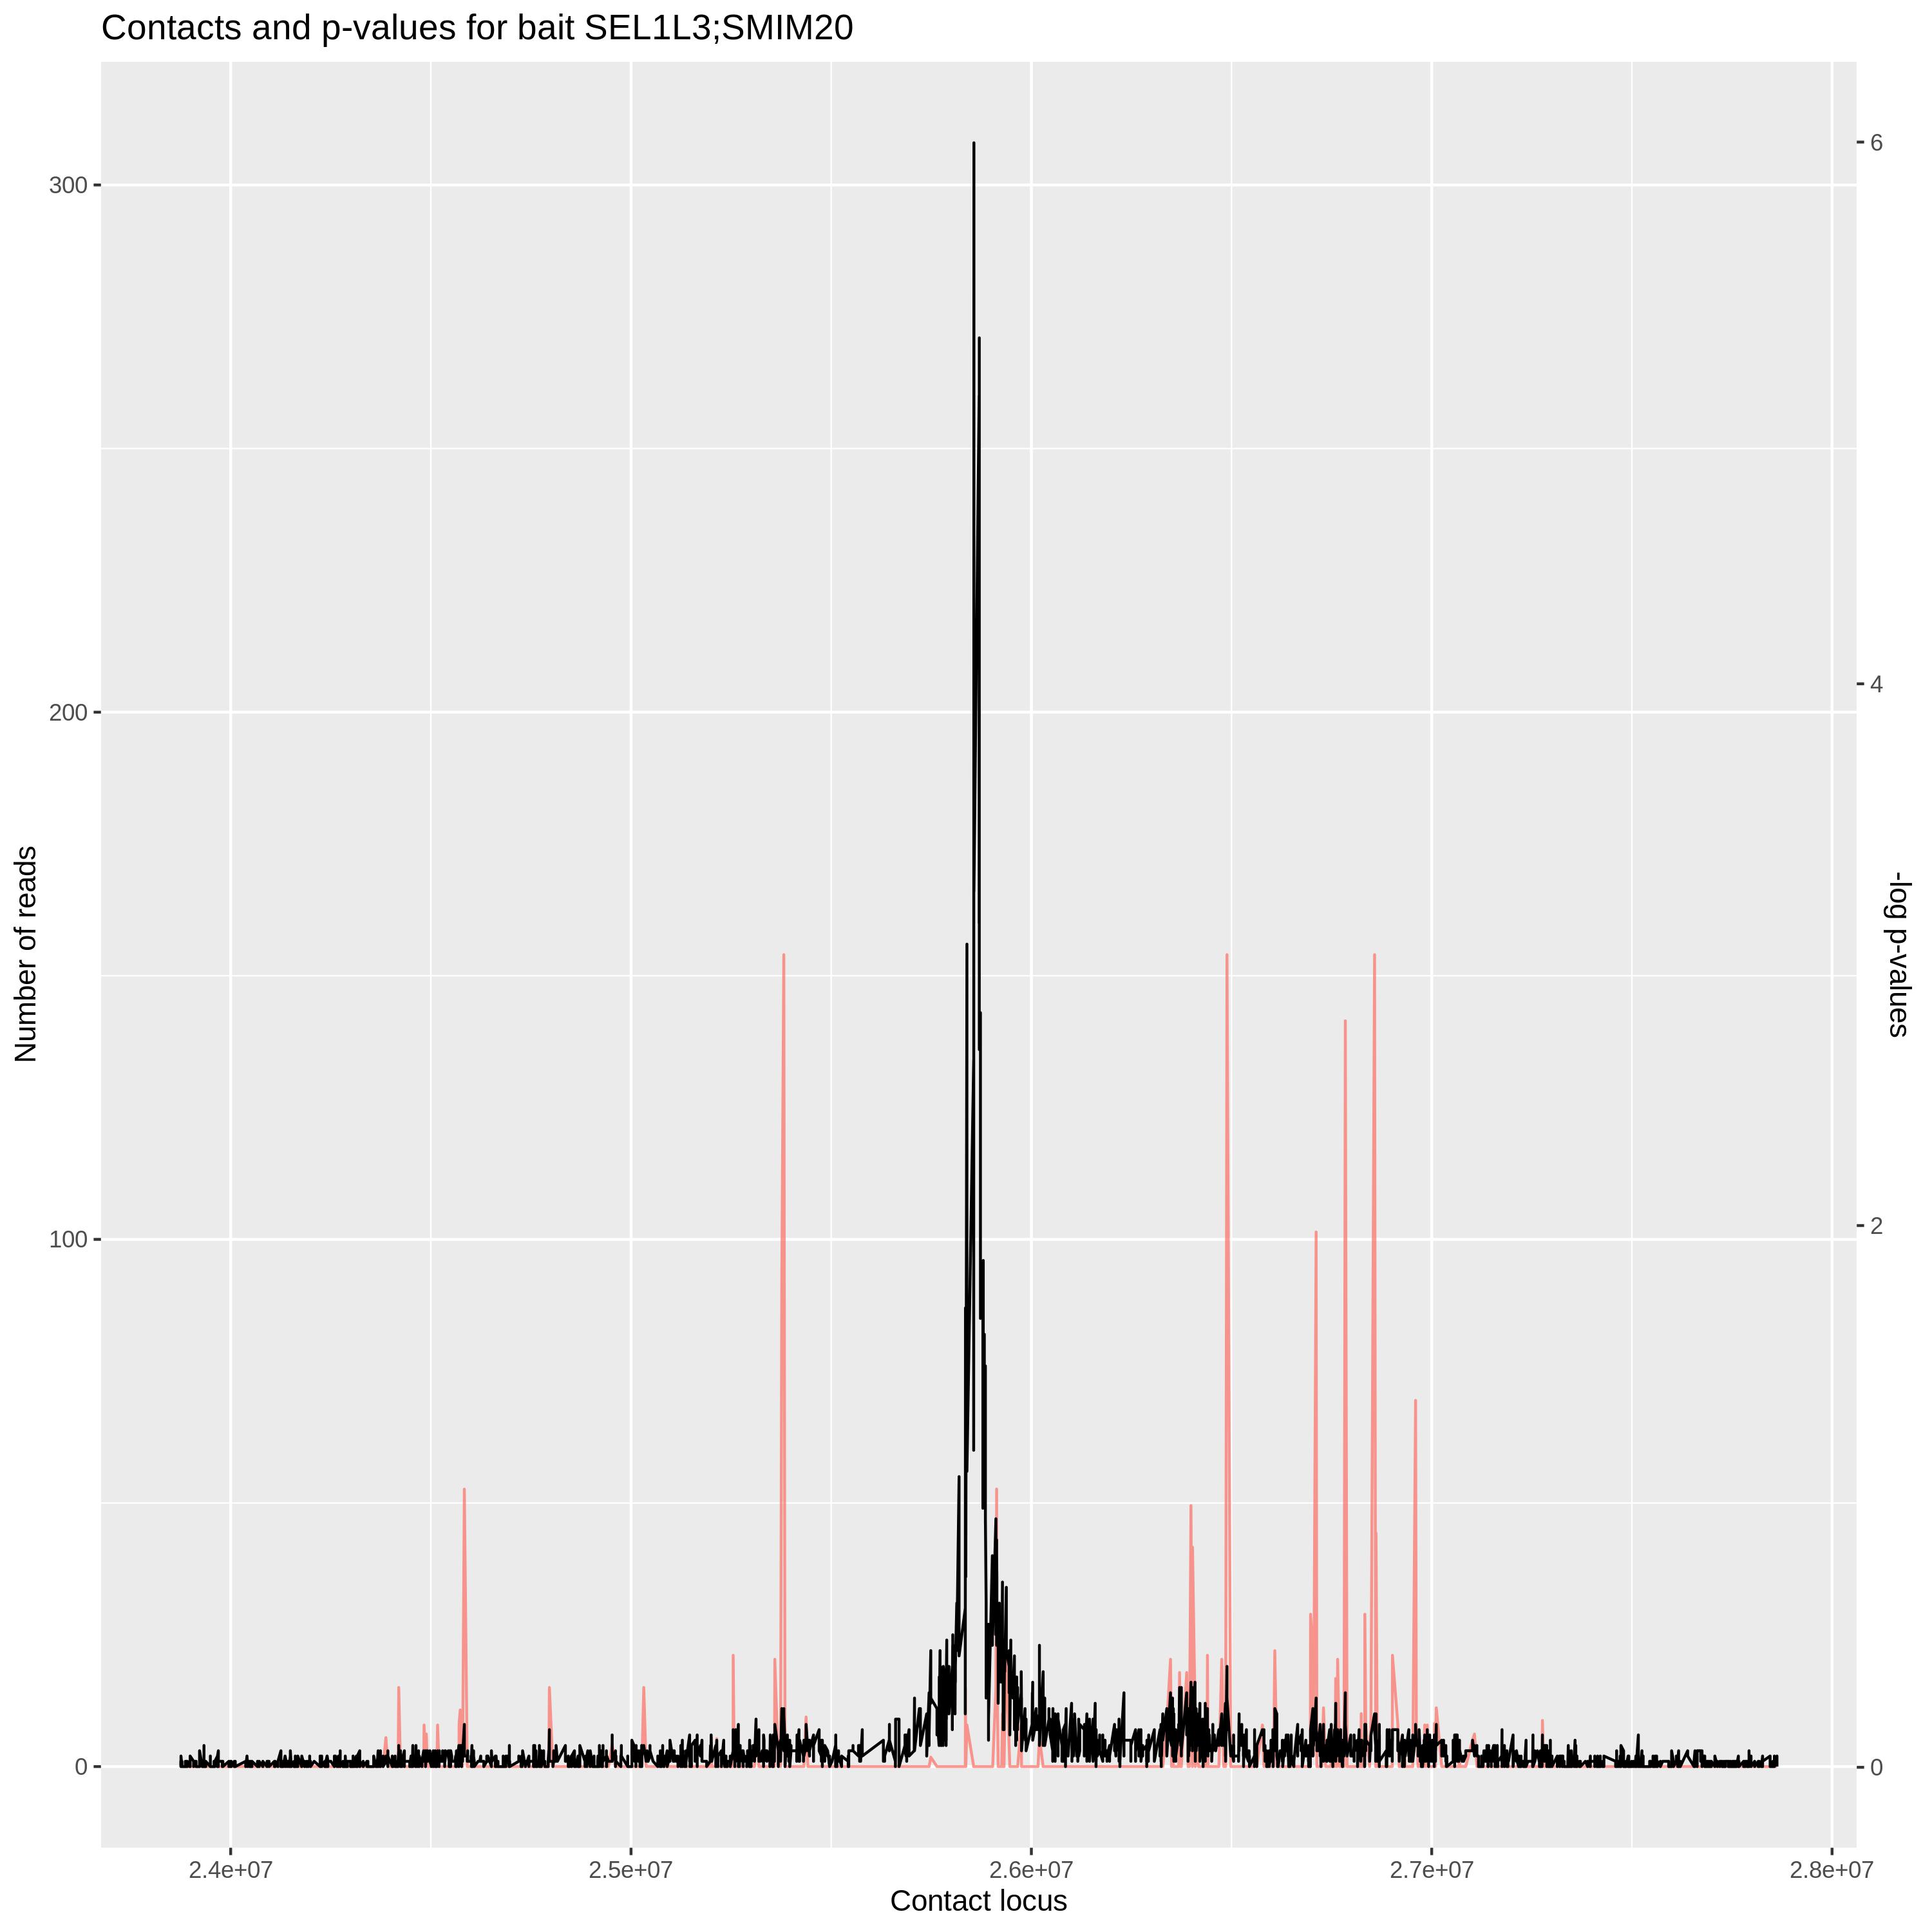 Contacts and p-values for bait SEL1L3;SMIM20
Number of reads
300
200
100
0
6
4
2
0
-log p-values
2.4e+07
2.5e+07
2.6e+07
2.7e+07
2.8e+07
Contact locus